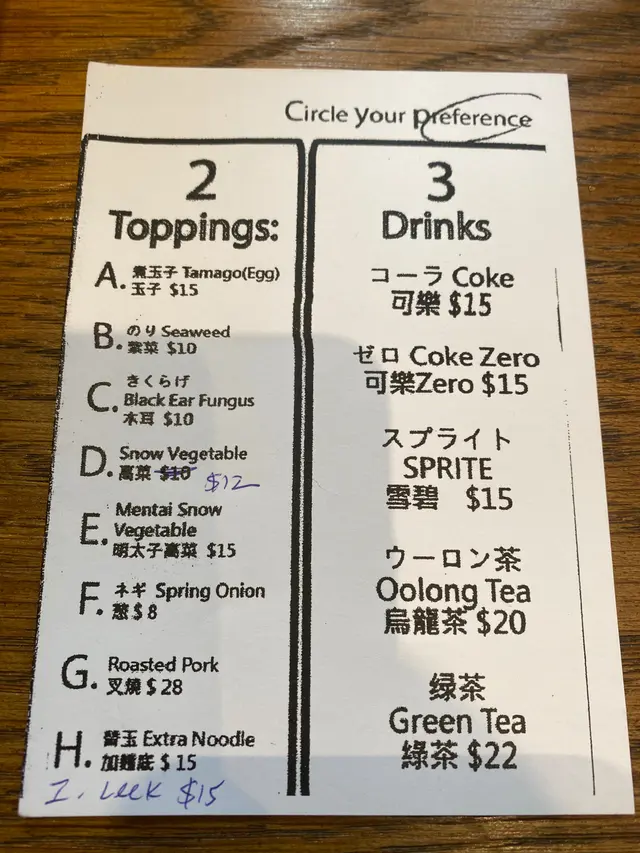 Circle your preference
2
Toppings:
A. 煮玉子 Tamago(Egg)
玉子 $15
B. のり Seaweed
紫菜 $10
C. きくらげ
Black Ear Fungus
木耳 $10
D. Snow Vegetable
高菜 $10 $12
E. Mentai Snow
Vegetable
明太子高菜 $15
F. ネギ Spring Onion
葱 $8
G. Roasted Pork
叉燒 $28
H. 替玉 Extra Noodle
加麵底 $15
I. Leek $15
3
Drinks
コーラ Coke
可樂 $15
ゼロ Coke Zero
可樂Zero $15
スプライト
SPRITE
雪碧 $15
ウーロン茶
Oolong Tea
烏龍茶 $20
绿茶
Green Tea
綠茶 $22